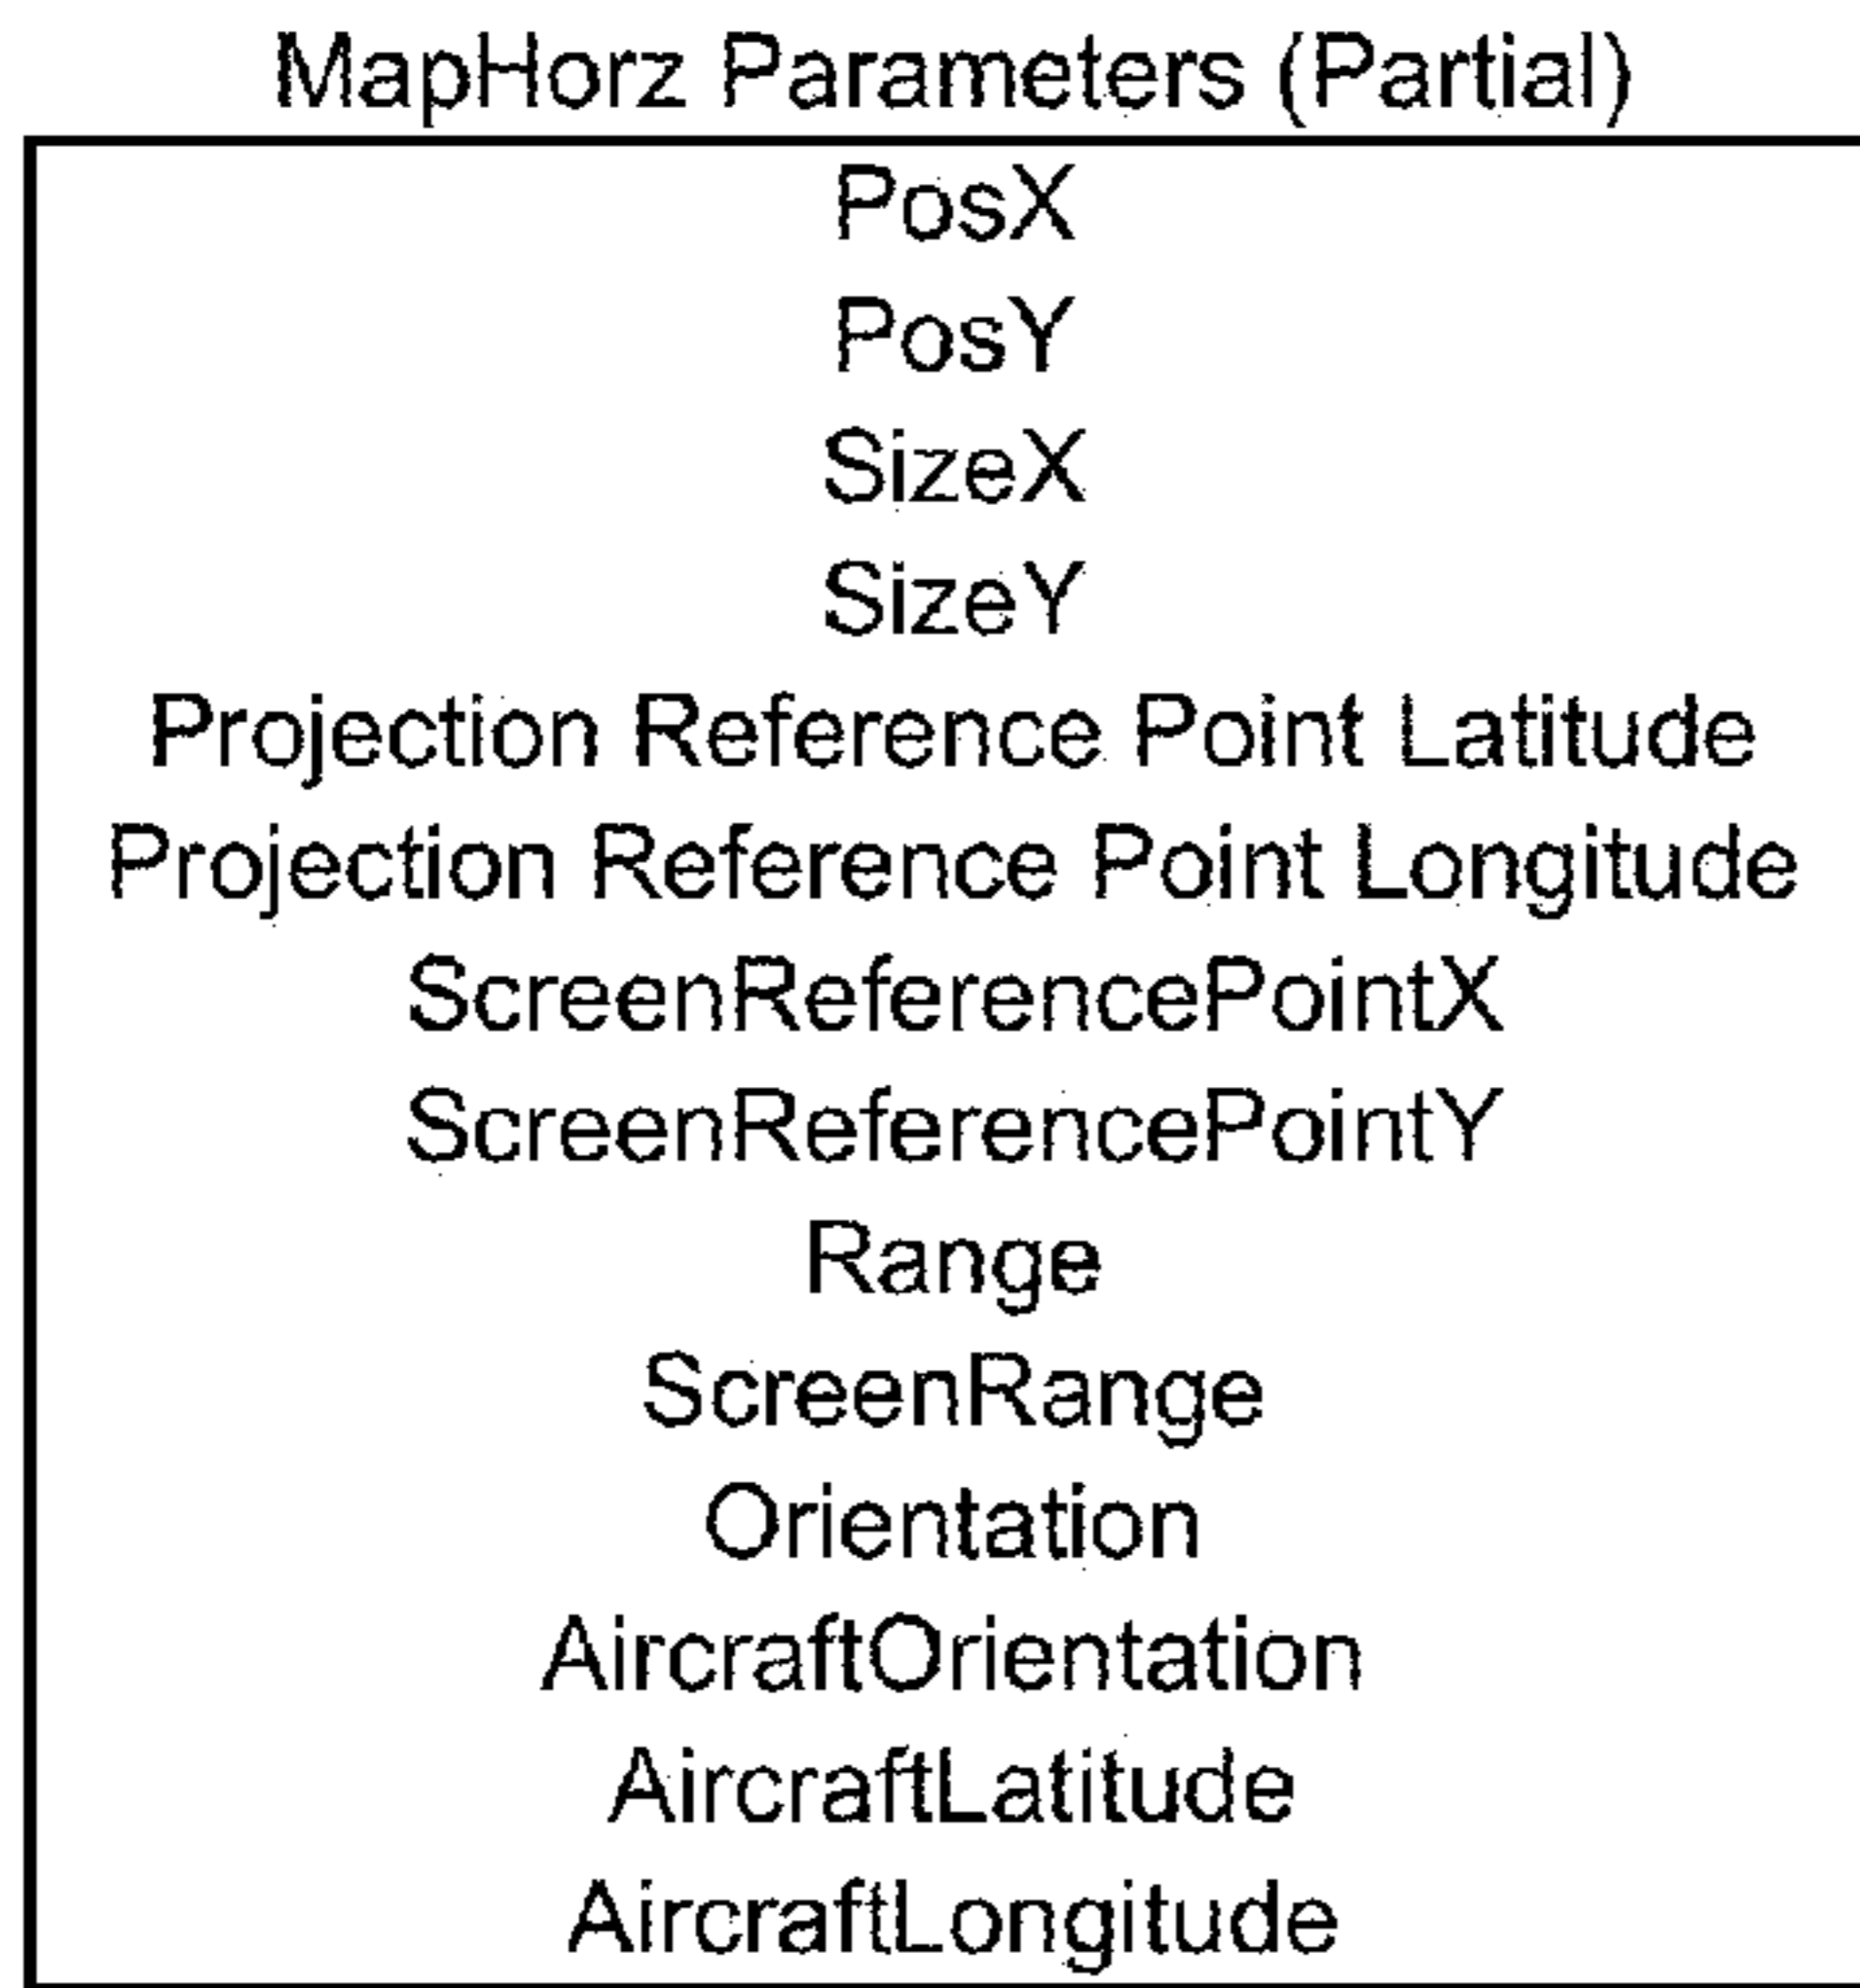 MapHorz Parameters (Partial)
PosX
PosY
SizeX
SizeY
Projection Reference Point Latitude
Projection Reference Point Longitude
ScreenReferencePointX
ScreenReferencePointY
Range
ScreenRange
Orientation
AircraftOrientation
AircraftLatitude
AircraftLongitude